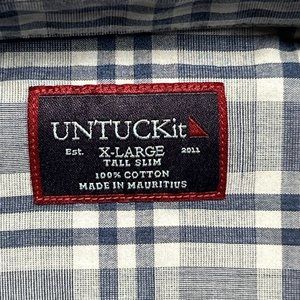 UNTUCKit
Est. X-LARGE 2011
TALL SLIM
100% COTTON
MADE IN MAURITIUS